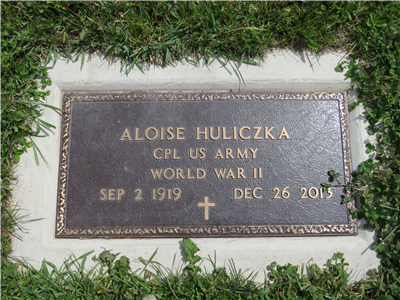 ALOISE HULICZKA
CPL US ARMY
WORLD WAR II
SEP 2 1919 DEC 26 2015